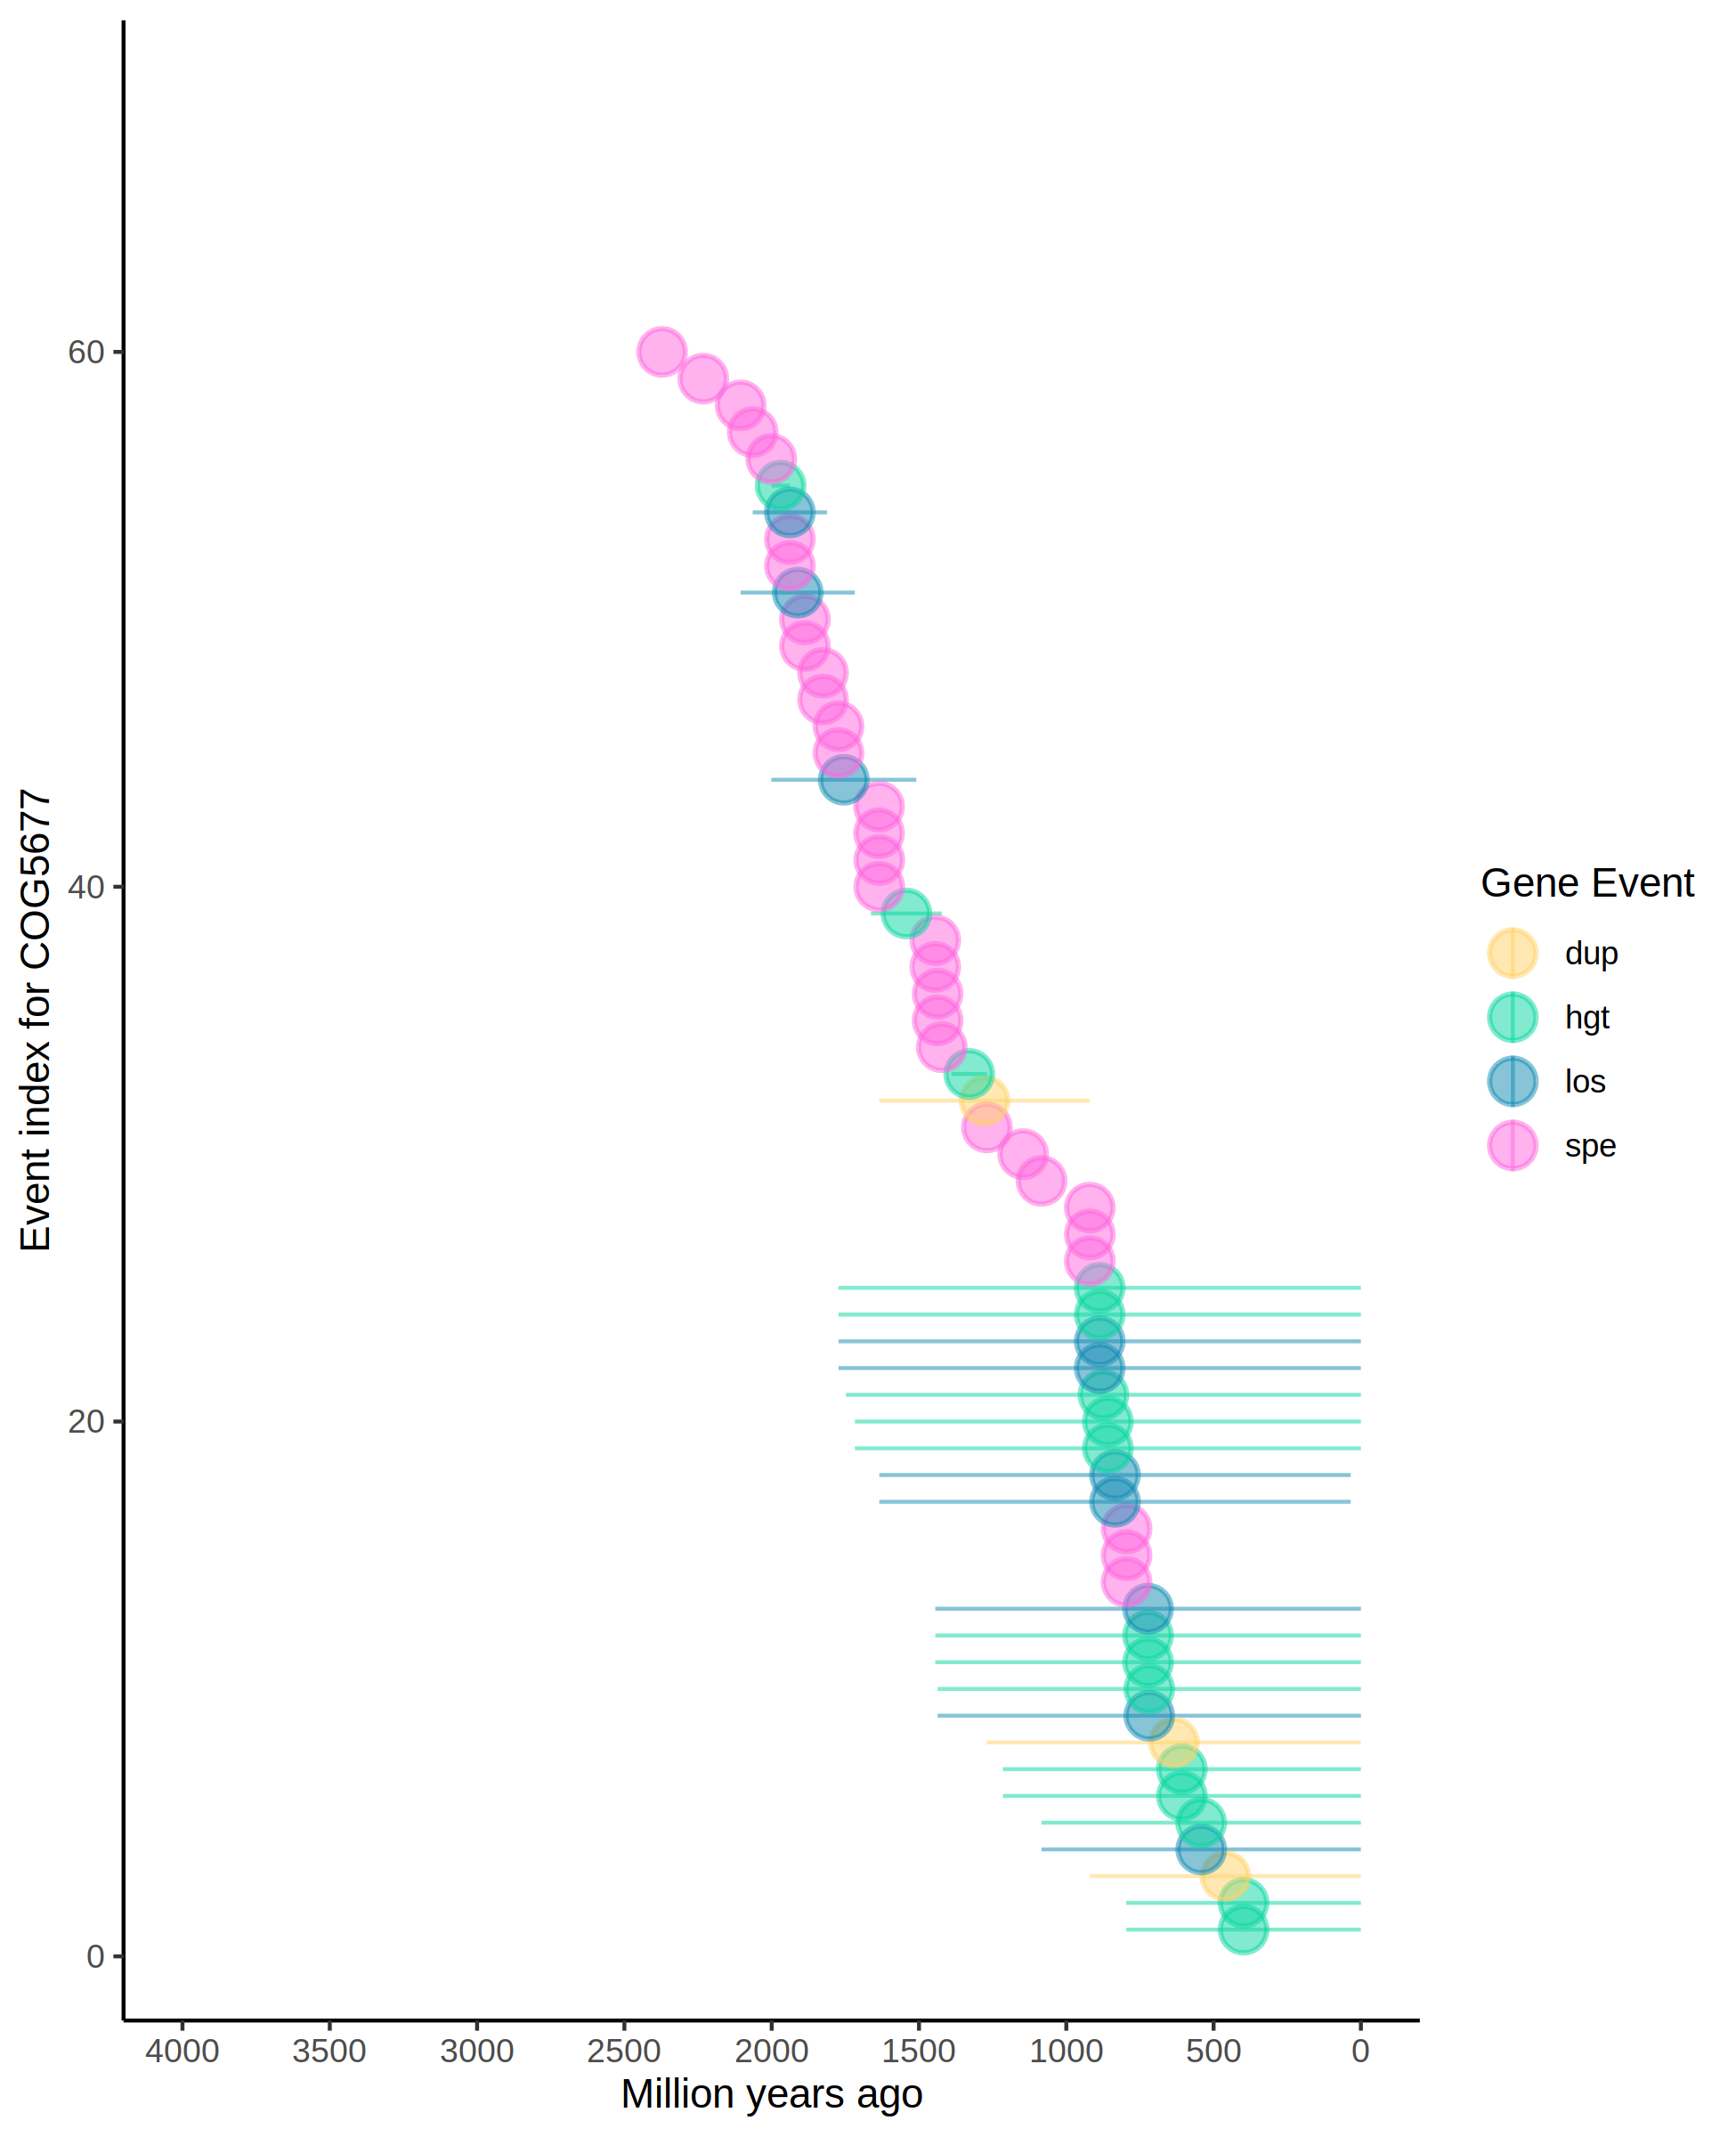 60
40
20
0
Event index for COG5677
4000 3500 3000 2500 2000 1500 1000 500 0
Million years ago
Gene Event
dup
hgt
los
spe